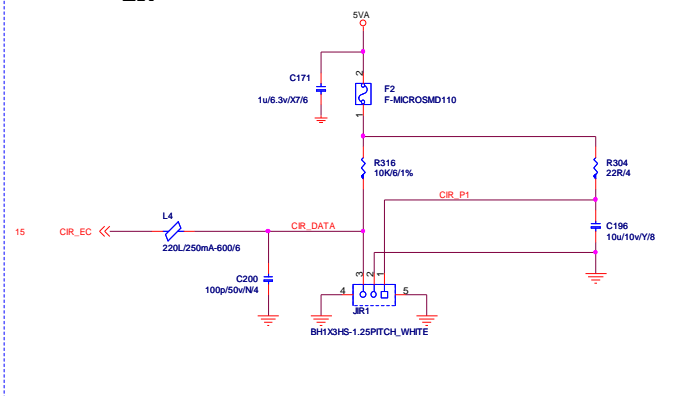 5VA
C171
1u/6.3v/X7/6
2
F2
F-MICROSMD110
1
R316
10K/6/1%
R304
22R/4
CIR_P1
L4
15
CIR_EC
CIR_DATA
220L/250mA-600/6
C196
10u/10v/Y/8
C200
100p/50v/N/4
3
2
1
4
5
JIR1
BH1X3HS-1.25PITCH_WHITE